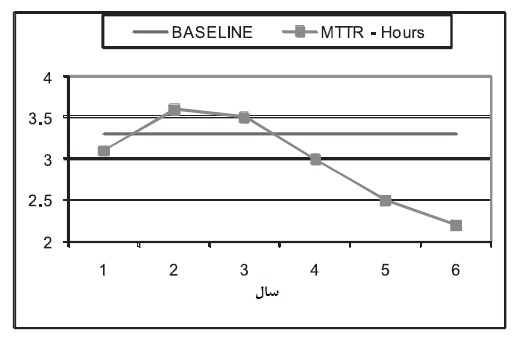 BASELINE MTTR - Hours
4
3.5
3
2.5
2
1 2 3 4 5 6
سال